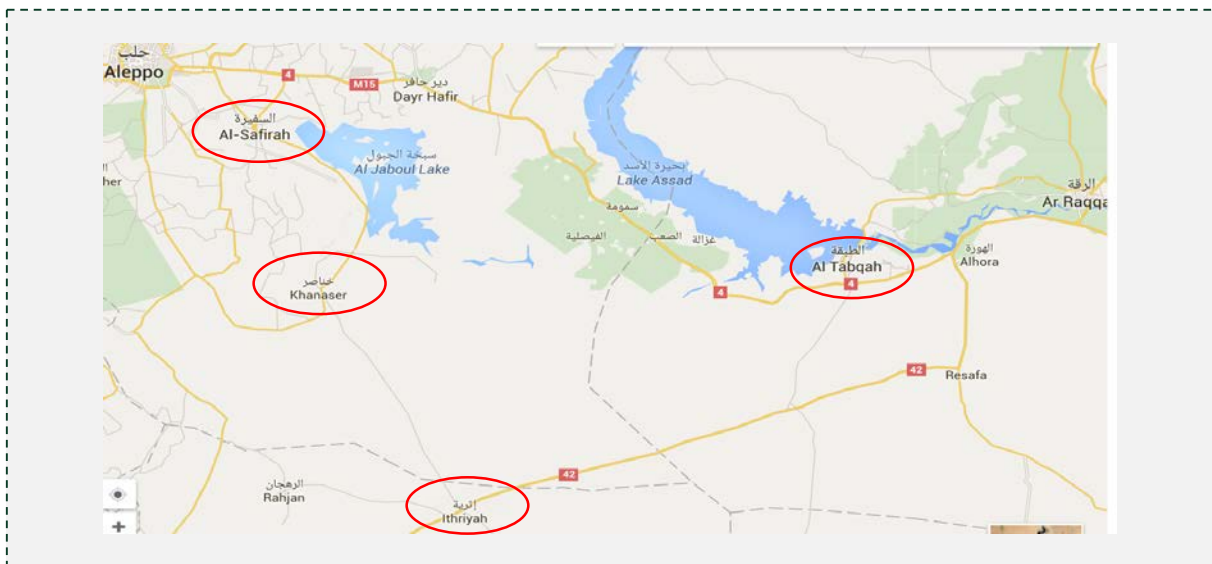 حلب
Aleppo
4
M15
دير حافر
Dayr Hafir
السفيرة
Al-Safirah
سبخة الجبول
Al Jaboul Lake
her
بحيرة الأسد
Lake Assad
الرقة
Ar Raqqa
سمومة
الفيصلية
الصعب
غزالة
الطبقة
Al Tabqah
الهورة
Alhora
خناصر
Khanaser
4
4
42
Resafa
42
الرهجان
Rahjan
إثرية
Ithriyah
+